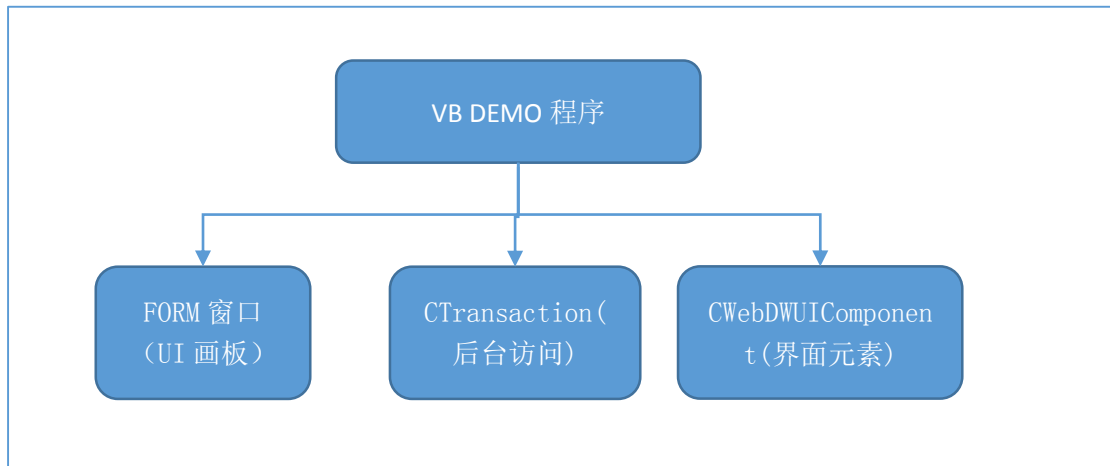 VB DEMO 程序
FORM 窗口
（UI 画板）
CTransaction(
后台访问)
CWebDWUIComponen
t(界面元素)